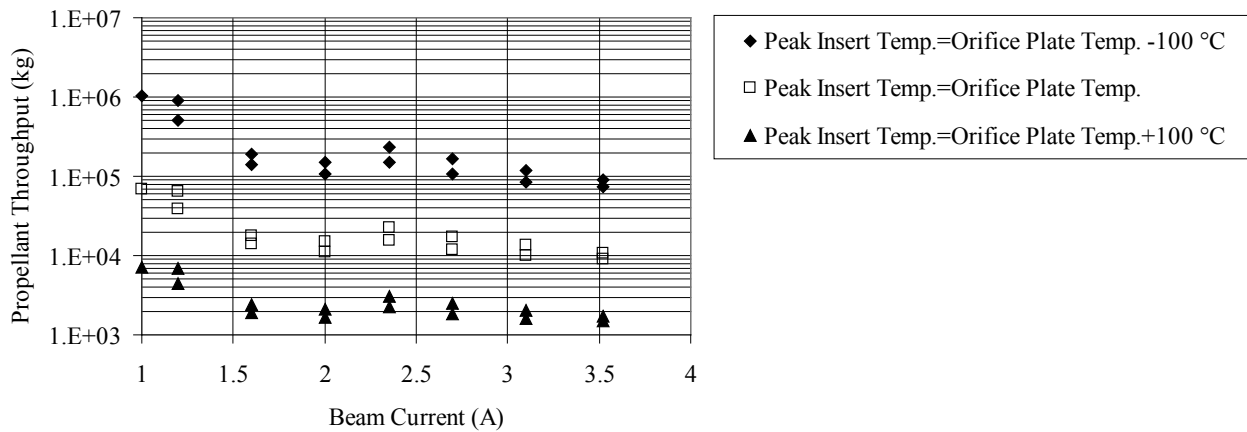 1.E+07
1.E+06
1.E+05
1.E+04
1.E+03
Propellant Throughput (kg)
1 1.5 2 2.5 3 3.5 4
Beam Current (A)
Peak Insert Temp.=Orifice Plate Temp. -100 °C
Peak Insert Temp.=Orifice Plate Temp.
Peak Insert Temp.=Orifice Plate Temp.+100 °C